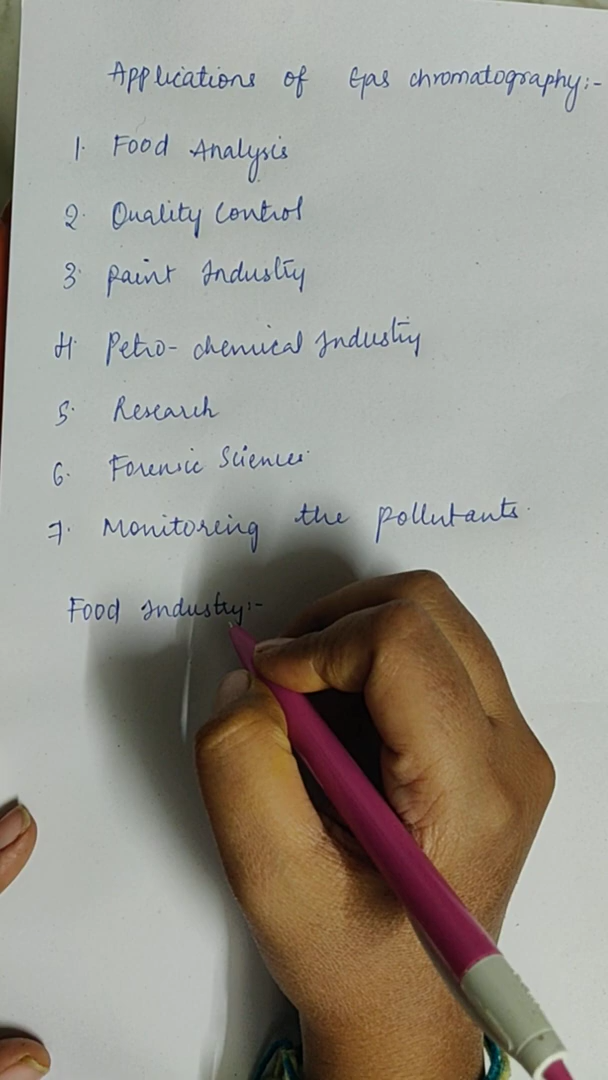 Applications of Gas chromatography:-
1. Food Analysis
2. Quality Control
3. paint Industry
4. Petro-chemical Industry
5. Research
6. Forensic Sciences
7. Monitoring the pollutants.
Food Industry:-